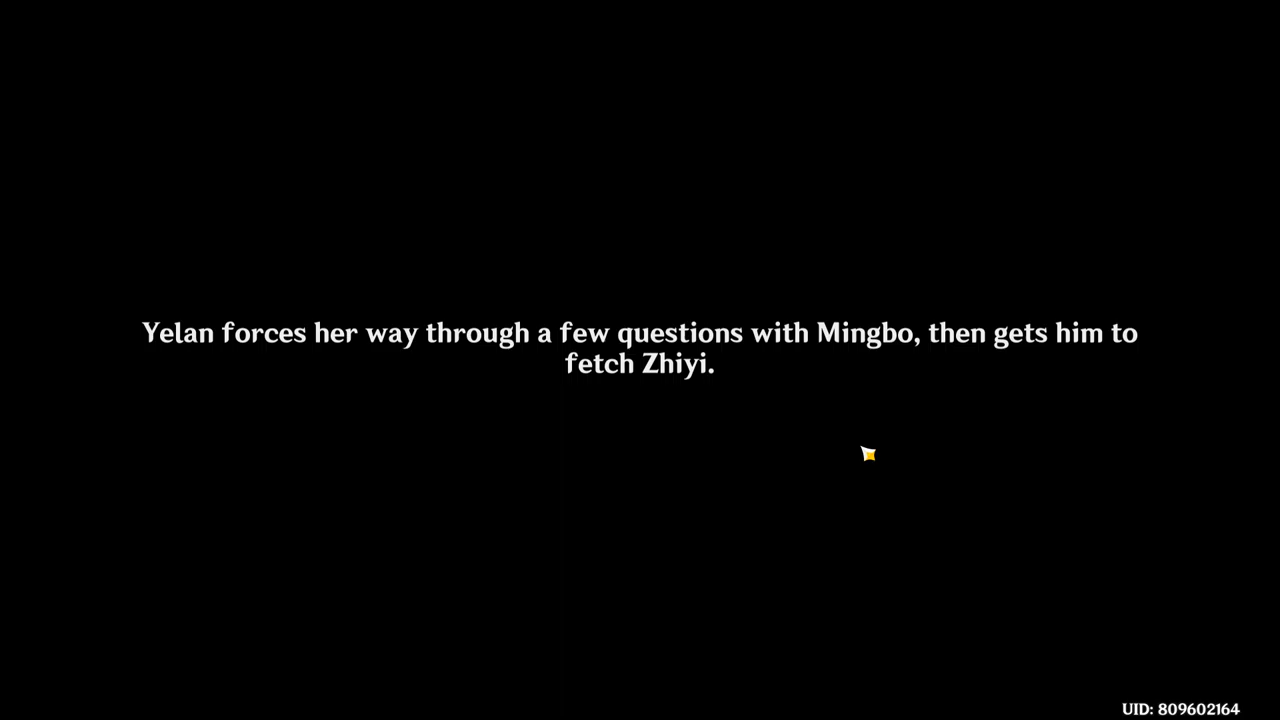 Yelan forces her way through a few questions with Mingbo, then gets him to
fetch Zhiyi.
UID: 809602164